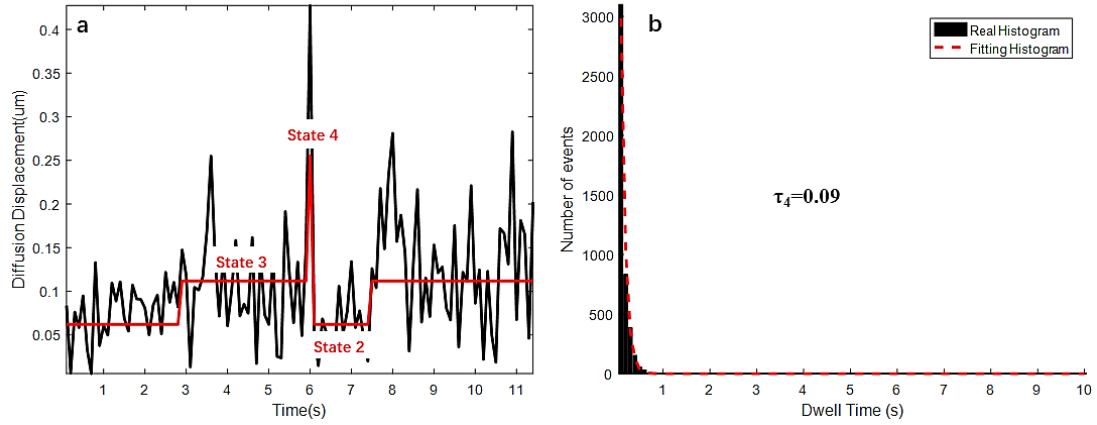 a
Diffusion Displacement(um)
0.4
0.35
0.3
0.25
0.2
0.15
0.1
0.05
State 4
State 3
State 2
1 2 3 4 5 6 7 8 9 10 11
Time(s)
b
Number of events
3000
2500
2000
1500
1000
500
0
Real Histogram
Fitting Histogram
τ₄=0.09
1 2 3 4 5 6 7 8 9 10
Dwell Time (s)